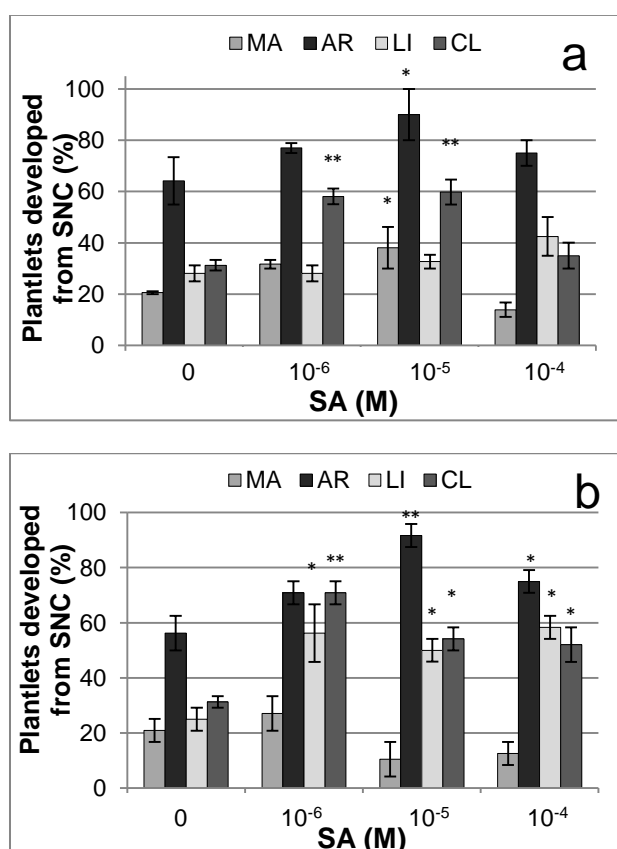 MA AR LI CL
a
Plantlets developed
from SNC (%)
100
80
60
40
20
0
*
**
*
**
0 10⁻⁶ 10⁻⁵ 10⁻⁴
SA (M)
MA AR LI CL
b
Plantlets developed
from SNC (%)
100
80
60
40
20
0
*
**
**
*
*
*
*
*
0 10⁻⁶ 10⁻⁵ 10⁻⁴
SA (M)